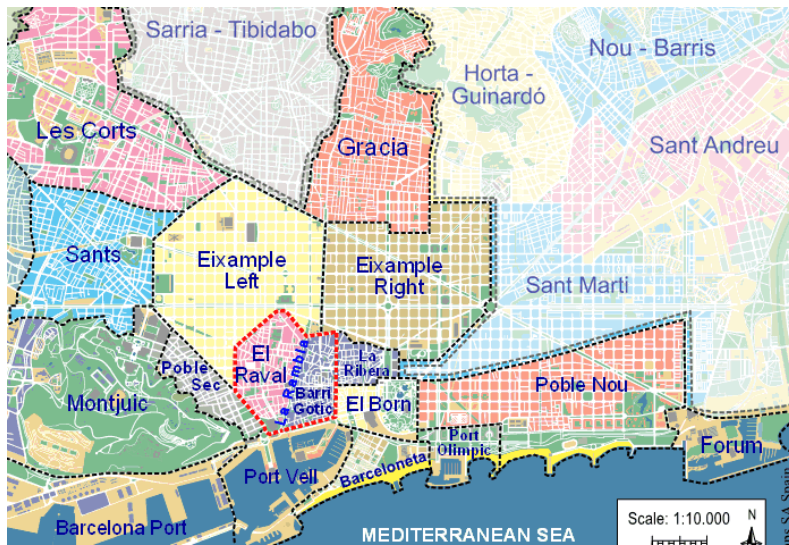 Sarria - Tibidabo
Nou - Barris
Horta -
Guinardó
Les Corts
Gracia
Sant Andreu
Sants
Eixample
Left
Eixample
Right
Sant Marti
El
Raval
La Rambla
La
Ribera
Poble
Sec
Barri
Gotic
El Born
Poble Nou
Montjuic
Port
Olimpic
Forum
Port Vell
Barceloneta
Barcelona Port
MEDITERRANEAN SEA
Scale: 1:10.000
N
SA Spain